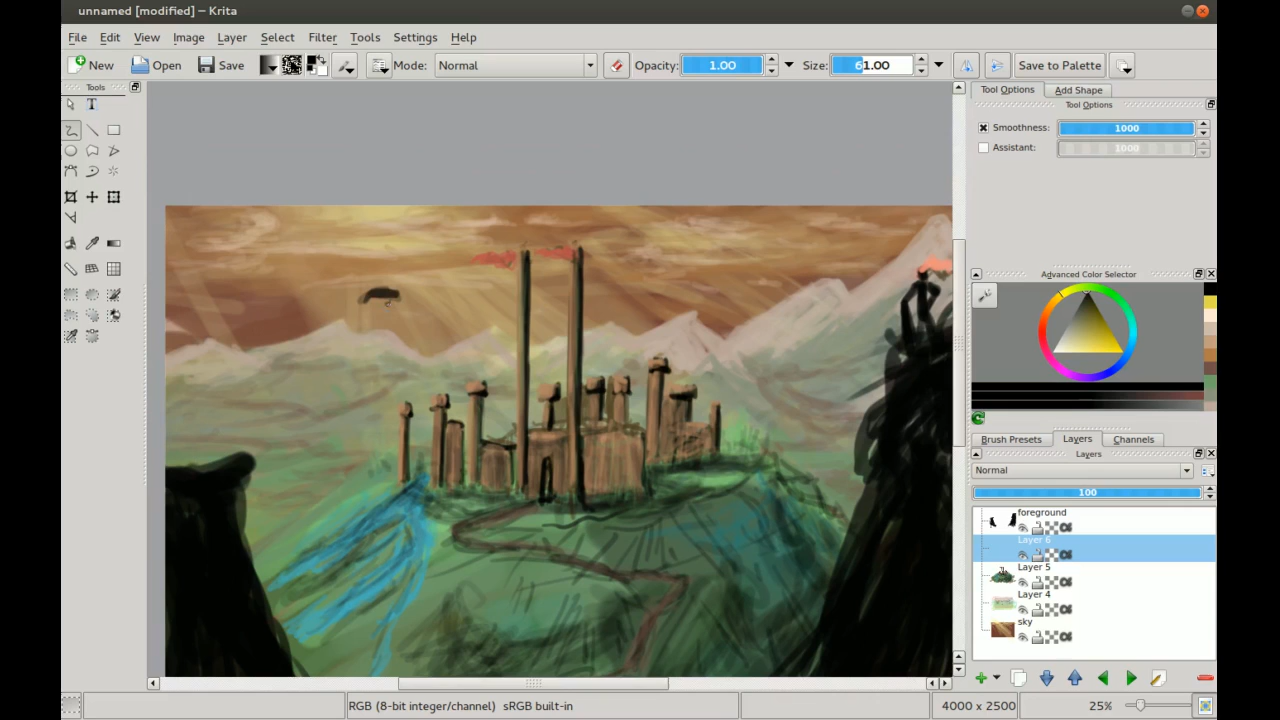 unnamed [modified] – Krita
File Edit View Image Layer Select Filter Tools Settings Help
New Open Save Mode: Normal Opacity: 1.00 Size: 61.00 Save to Palette
Tools
T
Tool Options Add Shape
Tool Options
Smoothness: 1000
Assistant: 1000
Advanced Color Selector
Brush Presets Layers Channels
Layers
Normal
100
foreground
Layer 6
Layer 5
Layer 4
sky
RGB (8-bit integer/channel) sRGB built-in 4000 x 2500 25%